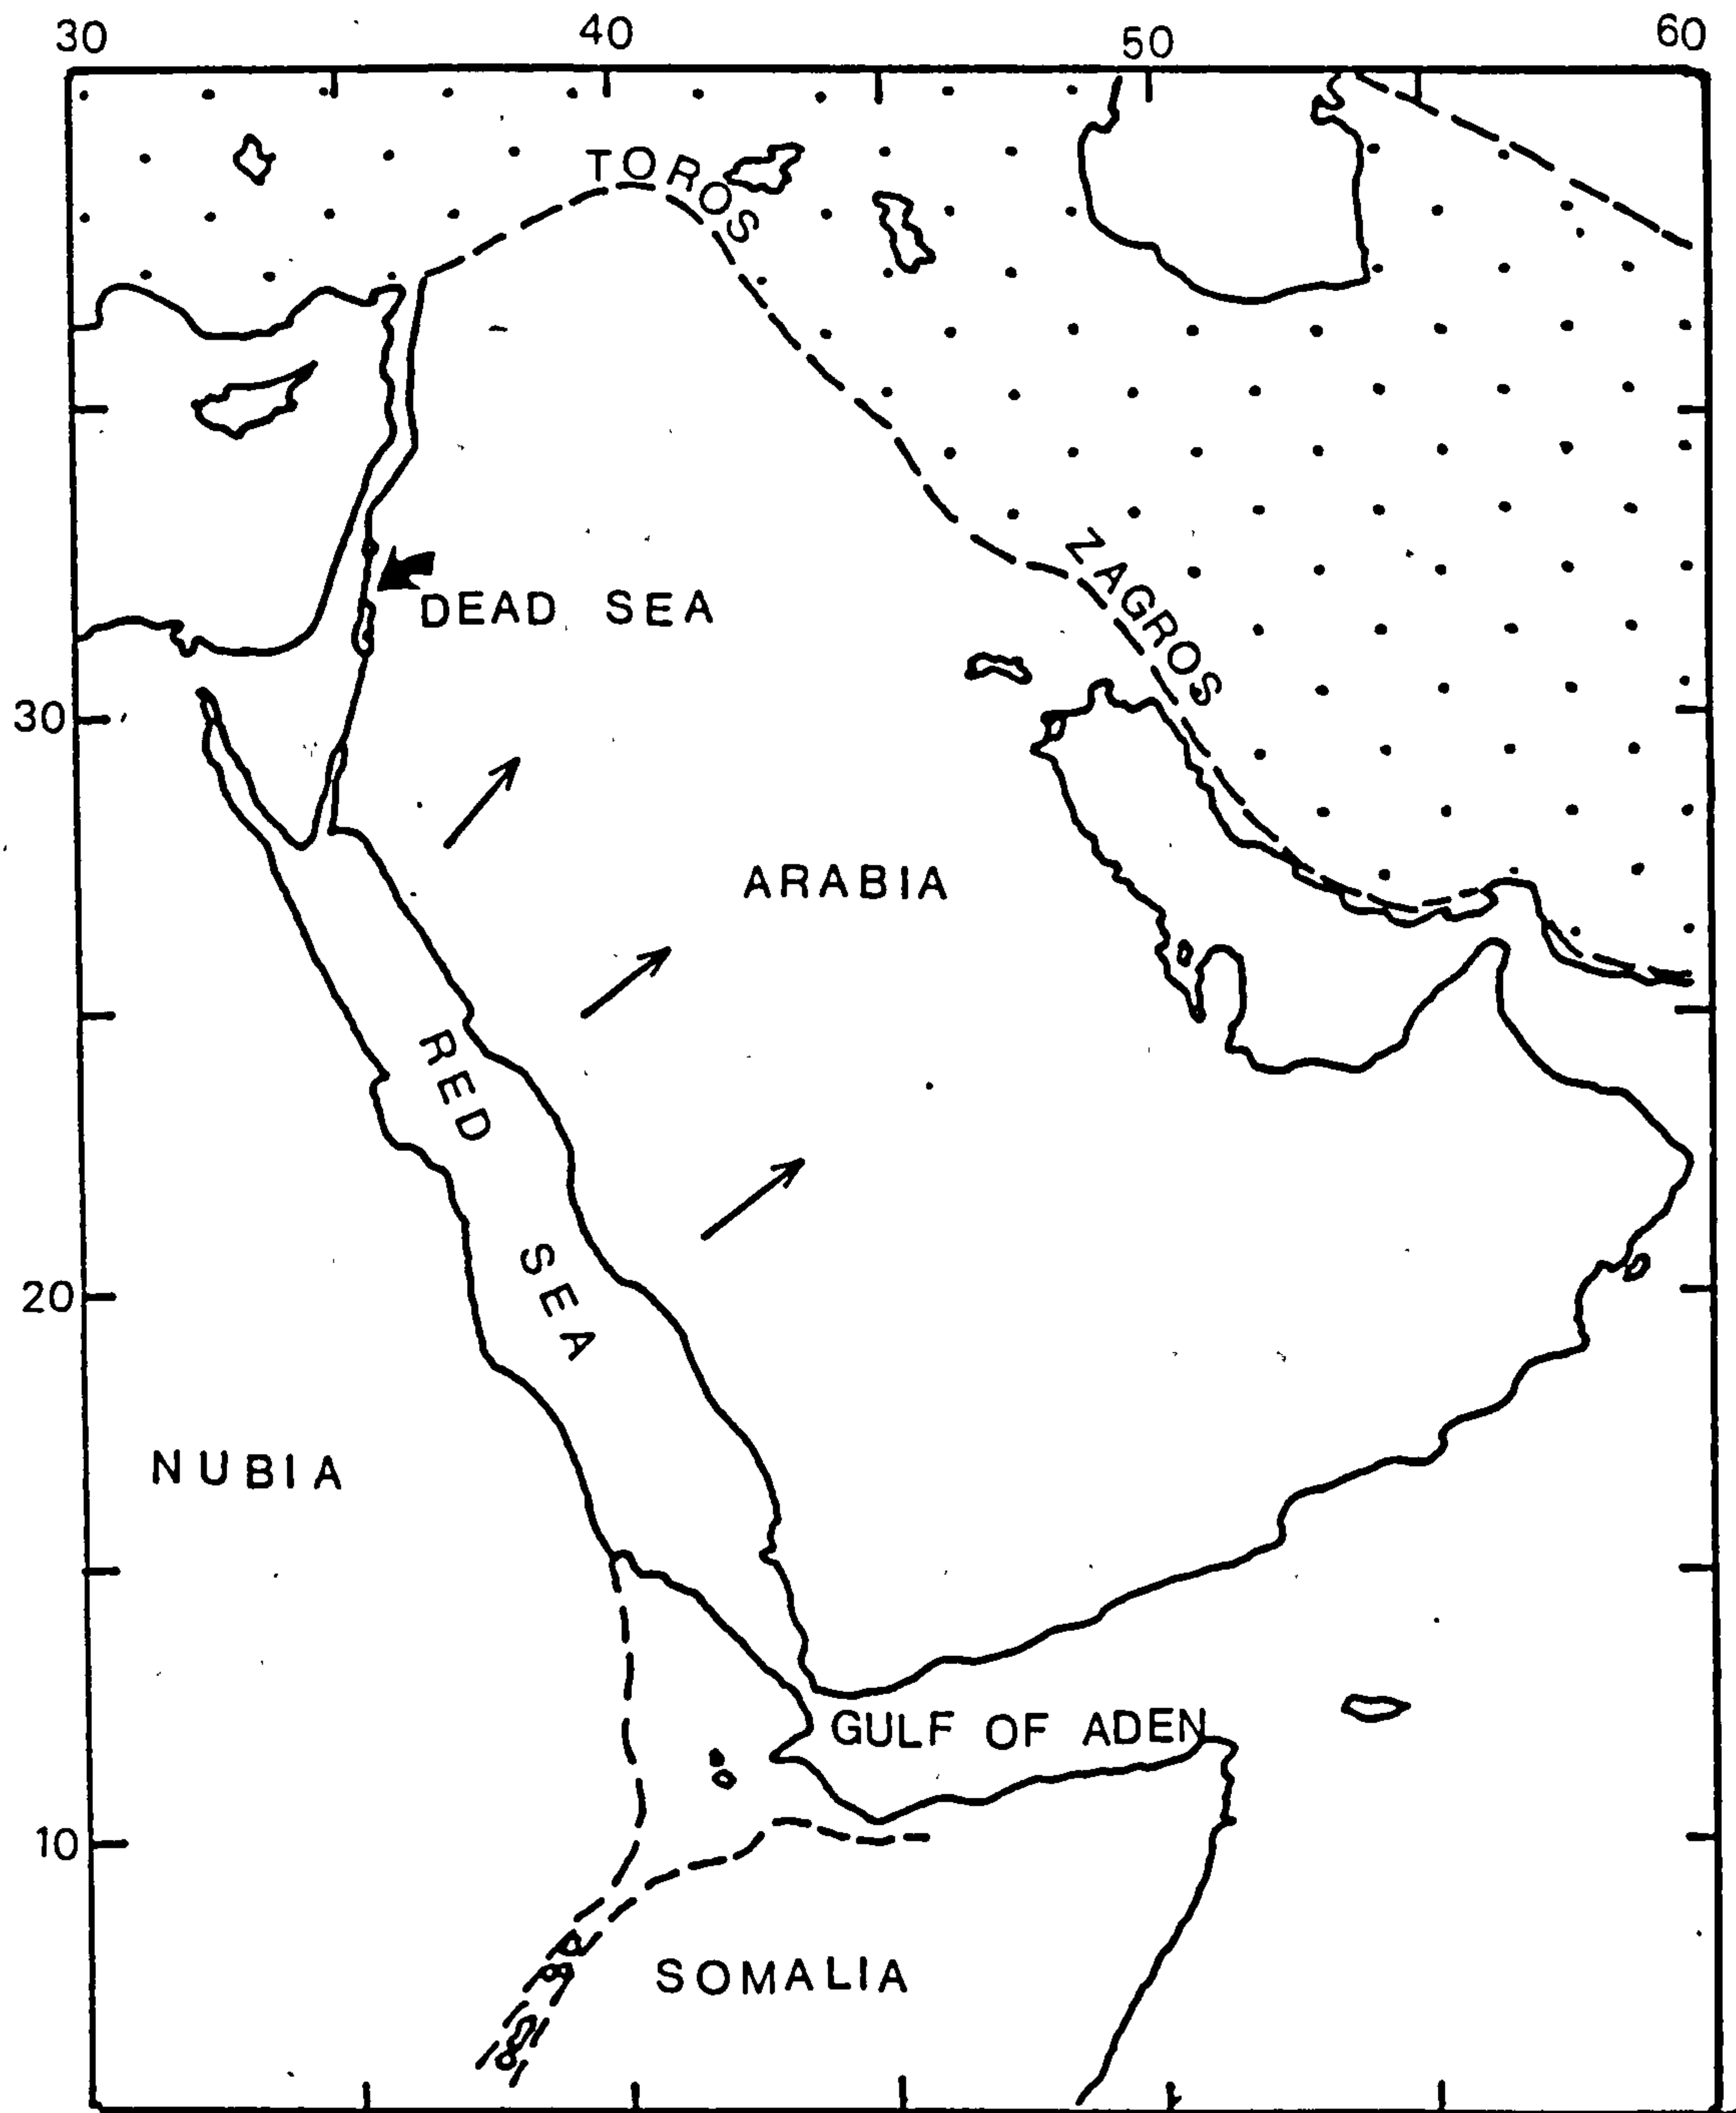 30 40 50 60
TOROS
DEAD SEA
ZAGROS
30
ARABIA
RED SEA
20
NUBIA
GULF OF ADEN
10
SOMALIA